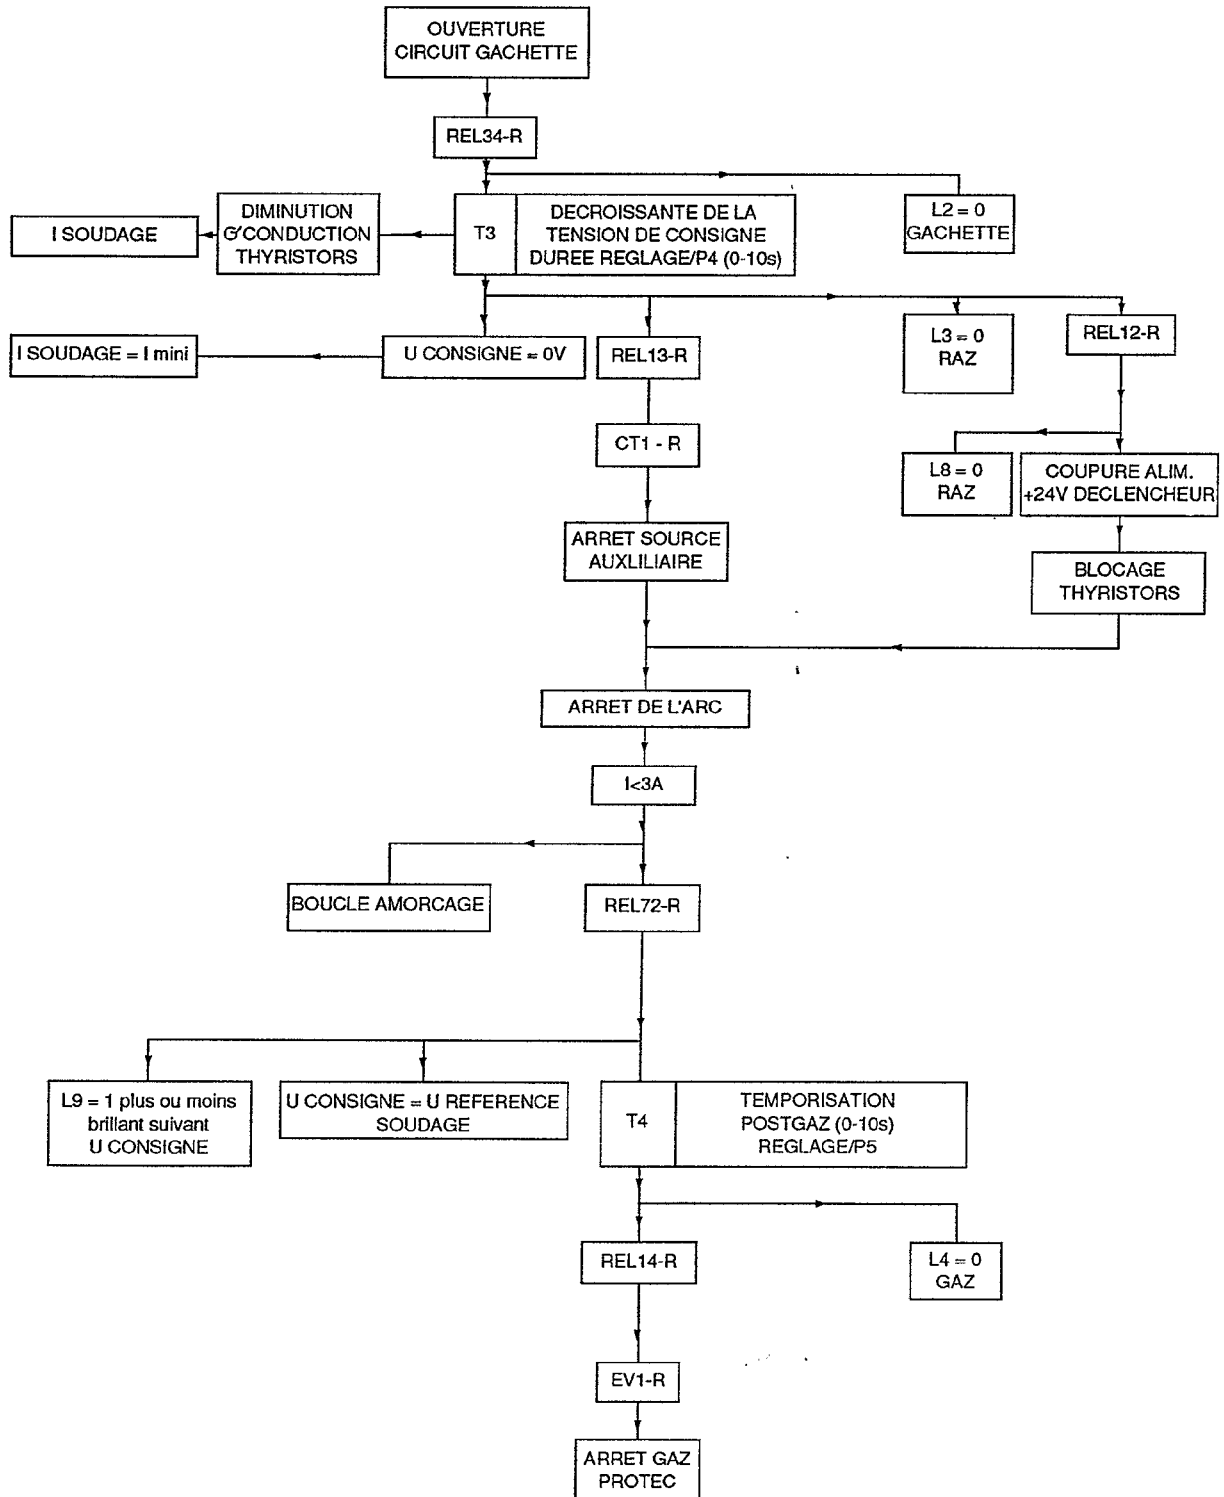 OUVERTURE
CIRCUIT GACHETTE
REL34-R
I SOUDAGE
DIMINUTION
CONDUCTION
THYRISTORS
T3
DECROISSANTE DE LA
TENSION DE CONSIGNE
DUREE REGLAGE/P4 (0-10s)
L2 = 0
GACHETTE
I SOUDAGE = I mini
U CONSIGNE = 0V
REL13-R
L3 = 0
RAZ
REL12-R
CT1 - R
L8 = 0
RAZ
COUPURE ALIM.
+24V DECLENCHEUR
ARRET SOURCE
AUXLILIAIRE
BLOCAGE
THYRISTORS
ARRET DE L'ARC
I<3A
BOUCLE AMORCAGE
REL72-R
L9 = 1 plus ou moins
brillant suivant
U CONSIGNE
U CONSIGNE = U REFERENCE
SOUDAGE
T4
TEMPORISATION
POSTGAZ (0-10s)
REGLAGE/P5
REL14-R
L4 = 0
GAZ
EV1-R
ARRET GAZ
PROTEC